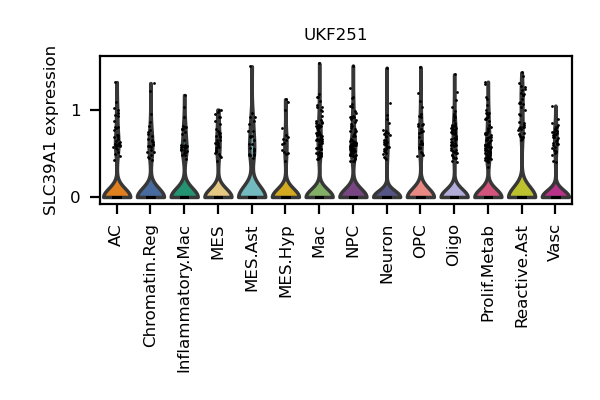 UKF251
SLC39A1 expression
1
0
AC
Chromatin.Reg
Inflammatory.Mac
MES
MES.Ast
MES.Hyp
Mac
NPC
Neuron
OPC
Oligo
Prolif.Metab
Reactive.Ast
Vasc